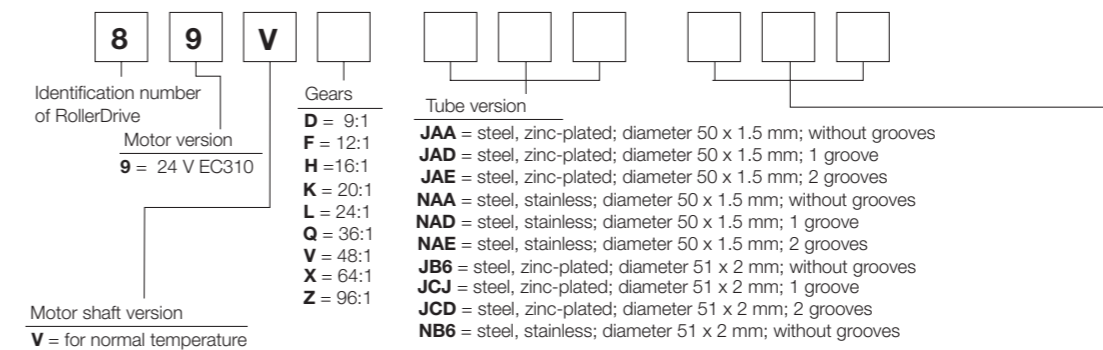 8 9 V
Identification number
of RollerDrive
Motor version
9 = 24 V EC310
Motor shaft version
V = for normal temperature
Gears
D = 9:1
F = 12:1
H =16:1
K = 20:1
L = 24:1
Q = 36:1
V = 48:1
X = 64:1
Z = 96:1
Tube version
JAA = steel, zinc-plated; diameter 50 x 1.5 mm; without grooves
JAD = steel, zinc-plated; diameter 50 x 1.5 mm; 1 groove
JAE = steel, zinc-plated; diameter 50 x 1.5 mm; 2 grooves
NAA = steel, stainless; diameter 50 x 1.5 mm; without grooves
NAD = steel, stainless; diameter 50 x 1.5 mm; 1 groove
NAE = steel, stainless; diameter 50 x 1.5 mm; 2 grooves
JB6 = steel, zinc-plated; diameter 51 x 2 mm; without grooves
JCJ = steel, zinc-plated; diameter 51 x 2 mm; 1 groove
JCD = steel, zinc-plated; diameter 51 x 2 mm; 2 grooves
NB6 = steel, stainless; diameter 51 x 2 mm; without grooves